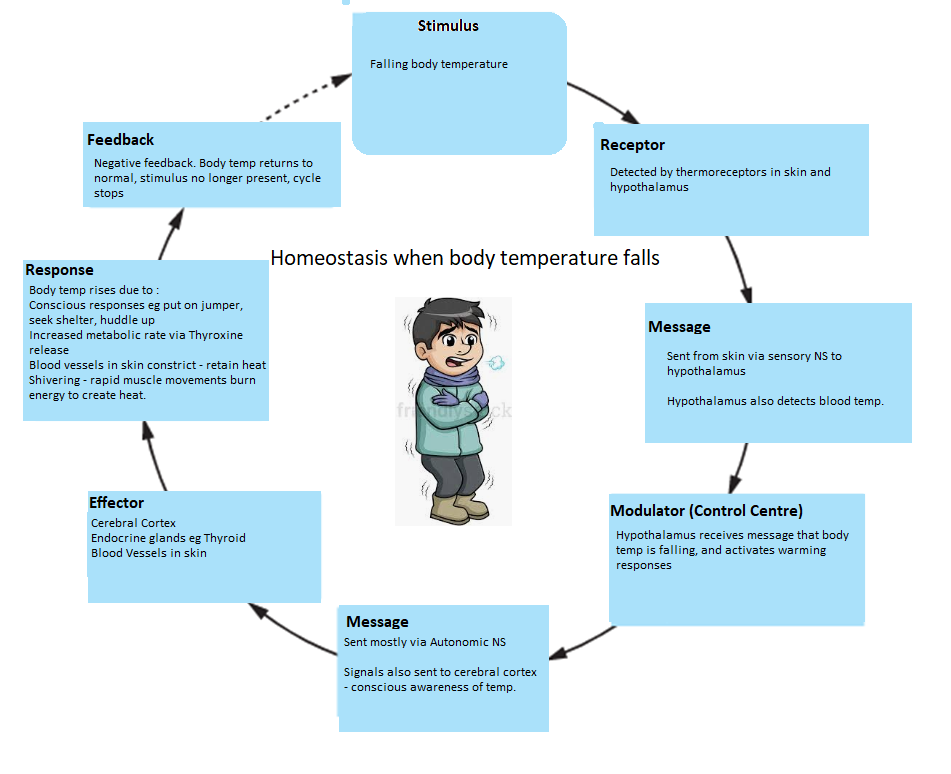 Stimulus
Falling body temperature
Receptor
Detected by thermoreceptors in skin and
hypothalamus
Message
Sent from skin via sensory NS to
hypothalamus
Hypothalamus also detects blood temp.
Modulator (Control Centre)
Hypothalamus receives message that body
temp is falling, and activates warming
responses
Message
Sent mostly via Autonomic NS
Signals also sent to cerebral cortex
- conscious awareness of temp.
Effector
Cerebral Cortex
Endocrine glands eg Thyroid
Blood Vessels in skin
Response
Body temp rises due to :
Conscious responses eg put on jumper,
seek shelter, huddle up
Increased metabolic rate via Thyroxine
release
Blood vessels in skin constrict - retain heat
Shivering - rapid muscle movements burn
energy to create heat.
Feedback
Negative feedback. Body temp returns to
normal, stimulus no longer present, cycle
stops
Homeostasis when body temperature falls